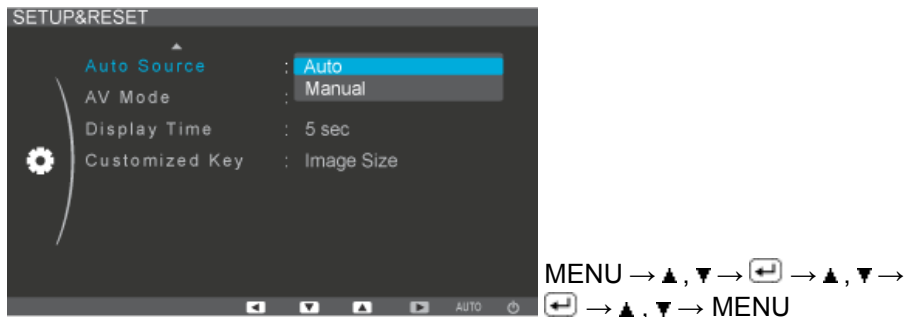 SETUP&RESET
Auto Source : Auto
Manual
AV Mode :
Display Time : 5 sec
Customized Key : Image Size
AUTO
MENU → ▲ , ▼ → ↵ → ▲ , ▼ →
↵ → ▲ , ▼ → MENU